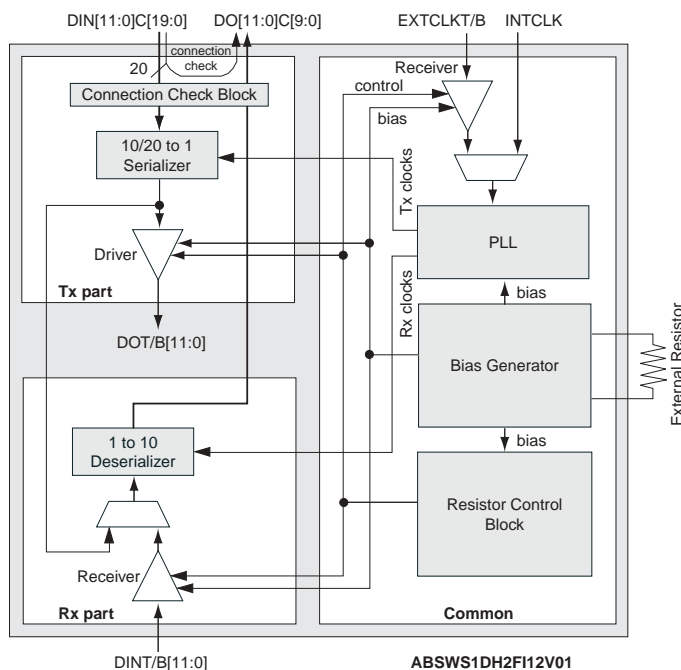 DIN[11:0]C[19:0]
DO[11:0]C[9:0]
EXTCLKT/B
INTCLK
connection
check
20
Connection Check Block
Receiver
control
bias
10/20 to 1
Serializer
Tx clocks
PLL
Driver
Tx part
Rx clocks
bias
DOT/B[11:0]
Bias Generator
External Resistor
bias
1 to 10
Deserializer
Resistor Control
Block
Receiver
Rx part
Common
DINT/B[11:0]
ABSWS1DH2FI12V01